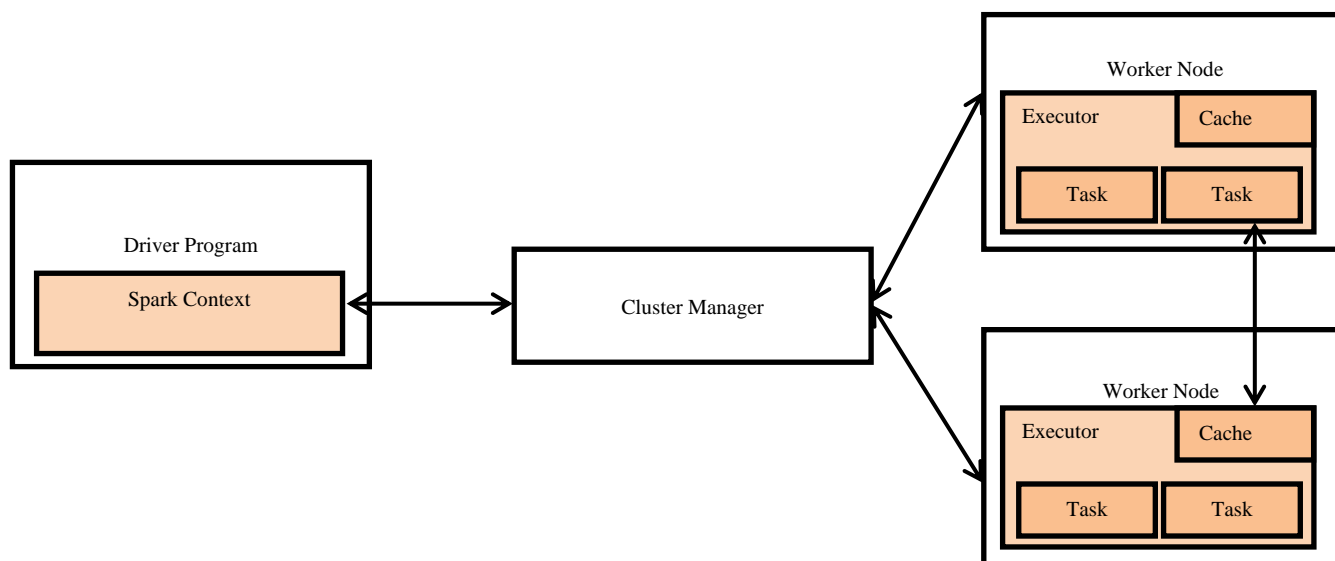 Worker Node
Executor
Cache
Task
Task
Driver Program
Spark Context
Cluster Manager
Worker Node
Executor
Cache
Task
Task